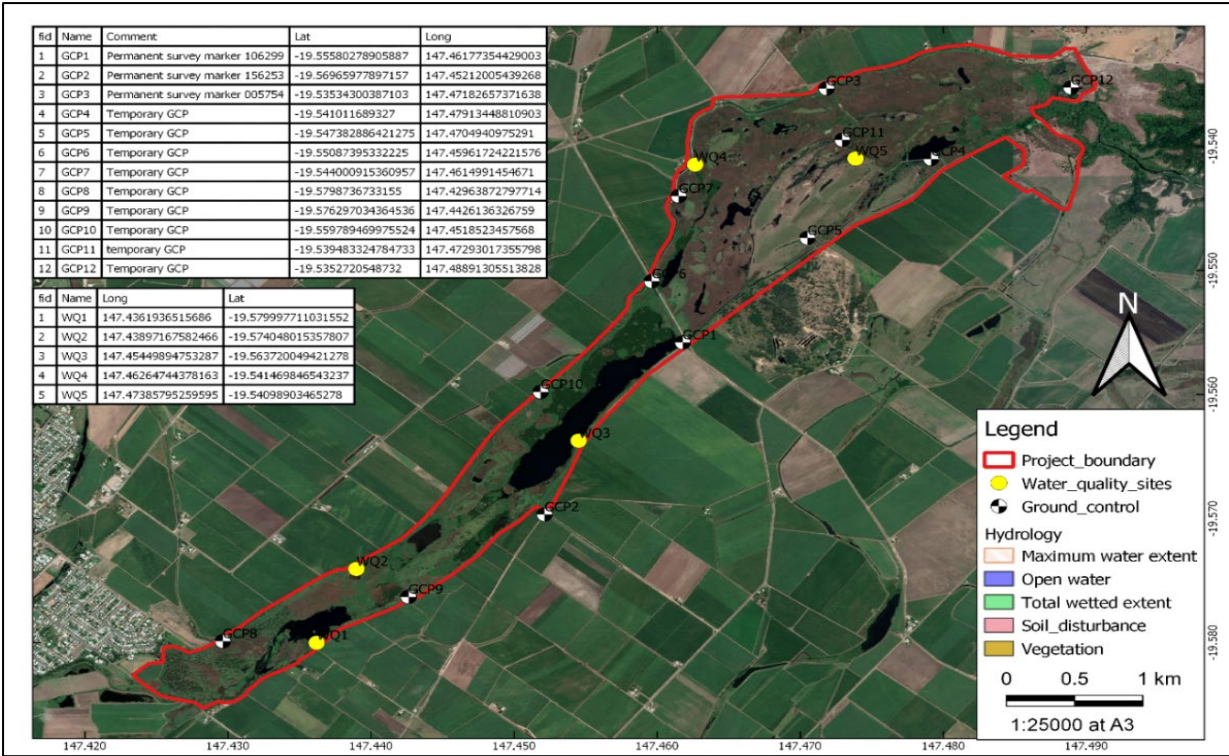 fid Name Comment Lat Long
1 GCP1 Permanent survey marker 106299 -19.55580278905887 147.46177354429003
2 GCP2 Permanent survey marker 156253 -19.56965977897157 147.45212005439268
3 GCP3 Permanent survey marker 005754 -19.53534300387103 147.47182657371638
4 GCP4 Temporary GCP -19.541011689327 147.47913448810903
5 GCP5 Temporary GCP -19.547382886421275 147.4704940975291
6 GCP6 Temporary GCP -19.55087395332225 147.45961724221576
7 GCP7 Temporary GCP -19.544000915360957 147.4614991454671
8 GCP8 Temporary GCP -19.5798736733155 147.42963872797714
9 GCP9 Temporary GCP -19.576297034364536 147.4426136326759
10 GCP10 Temporary GCP -19.559789469975524 147.4518523457568
11 GCP11 temporary GCP -19.539483324784733 147.47293017355798
12 GCP12 Temporary GCP -19.5352720548732 147.48891305513828
fid Name Long Lat
1 WQ1 147.4361936515686 -19.579997711031552
2 WQ2 147.43897167582466 -19.574048015357807
3 WQ3 147.45449894753287 -19.563720049421278
4 WQ4 147.46264744378163 -19.541469846543237
5 WQ5 147.47385795259595 -19.54098903465278
GCP3
GCP12
GCP11
WQ4
WQ5
GCP4
GCP7
GCP5
GCP6
GCP1
GCP10
WQ3
GCP2
WQ2
GCP9
GCP8
WQ1
-19.540
-19.550
-19.560
-19.570
-19.580
N
Legend
Project_boundary
Water_quality_sites
Ground_control
Hydrology
Maximum water extent
Open water
Total wetted extent
Soil_disturbance
Vegetation
0 0.5 1 km
1:25000 at A3
147.420 147.430 147.440 147.450 147.460 147.470 147.480 147.490